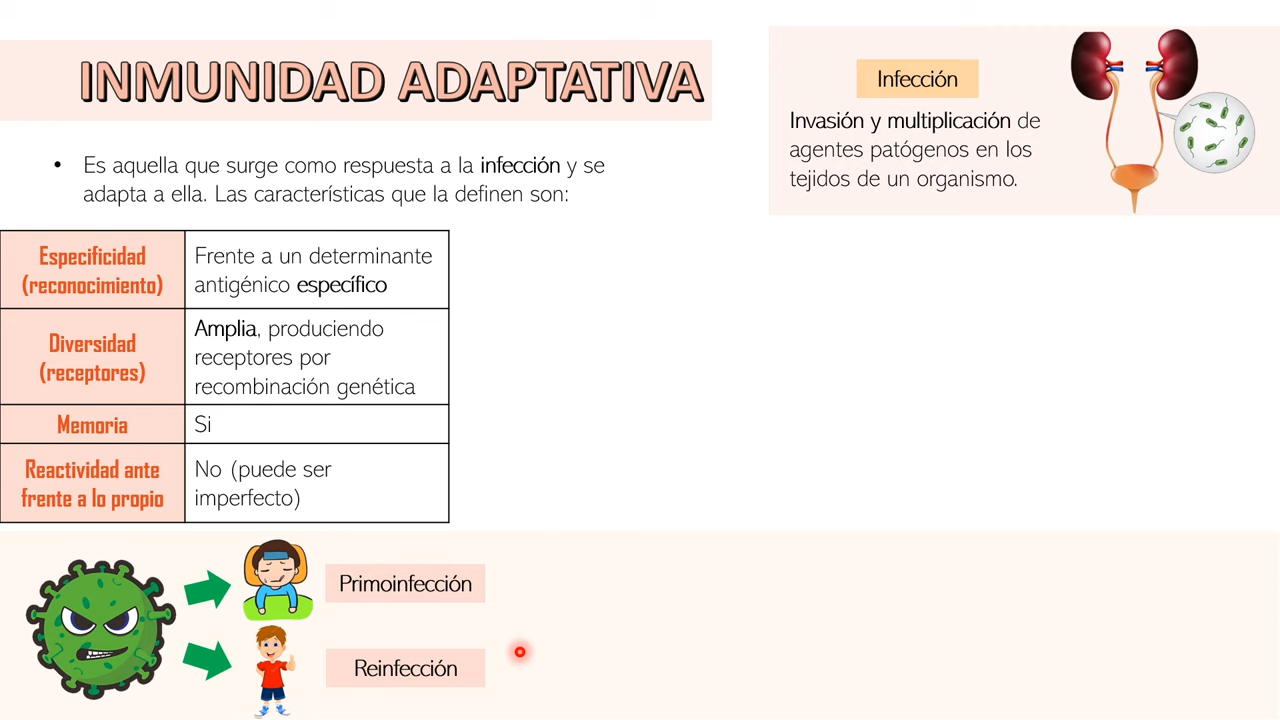 INMUNIDAD ADAPTATIVA
• Es aquella que surge como respuesta a la infección y se
adapta a ella. Las características que la definen son:
Especificidad
(reconocimiento)
Frente a un determinante
antigénico específico
Diversidad
(receptores)
Amplia, produciendo
receptores por
recombinación genética
Memoria
Si
Reactividad ante
frente a lo propio
No (puede ser
imperfecto)
Infección
Invasión y multiplicación de
agentes patógenos en los
tejidos de un organismo.
Primoinfección
Reinfección